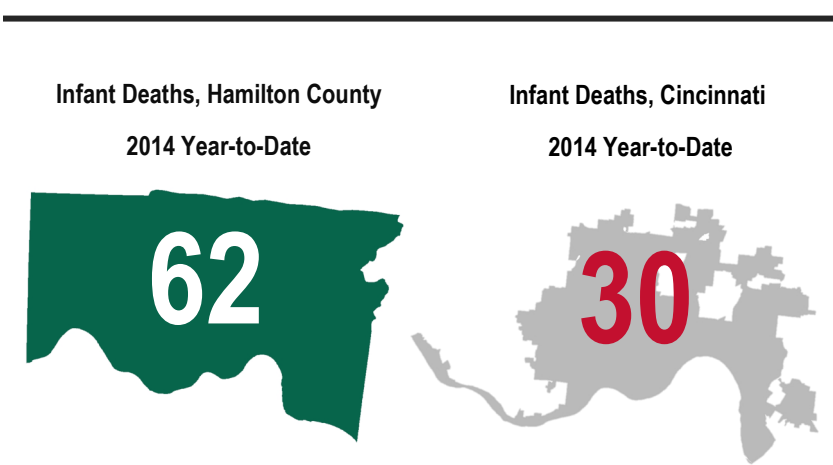 Infant Deaths, Hamilton County
2014 Year-to-Date
62
Infant Deaths, Cincinnati
2014 Year-to-Date
30